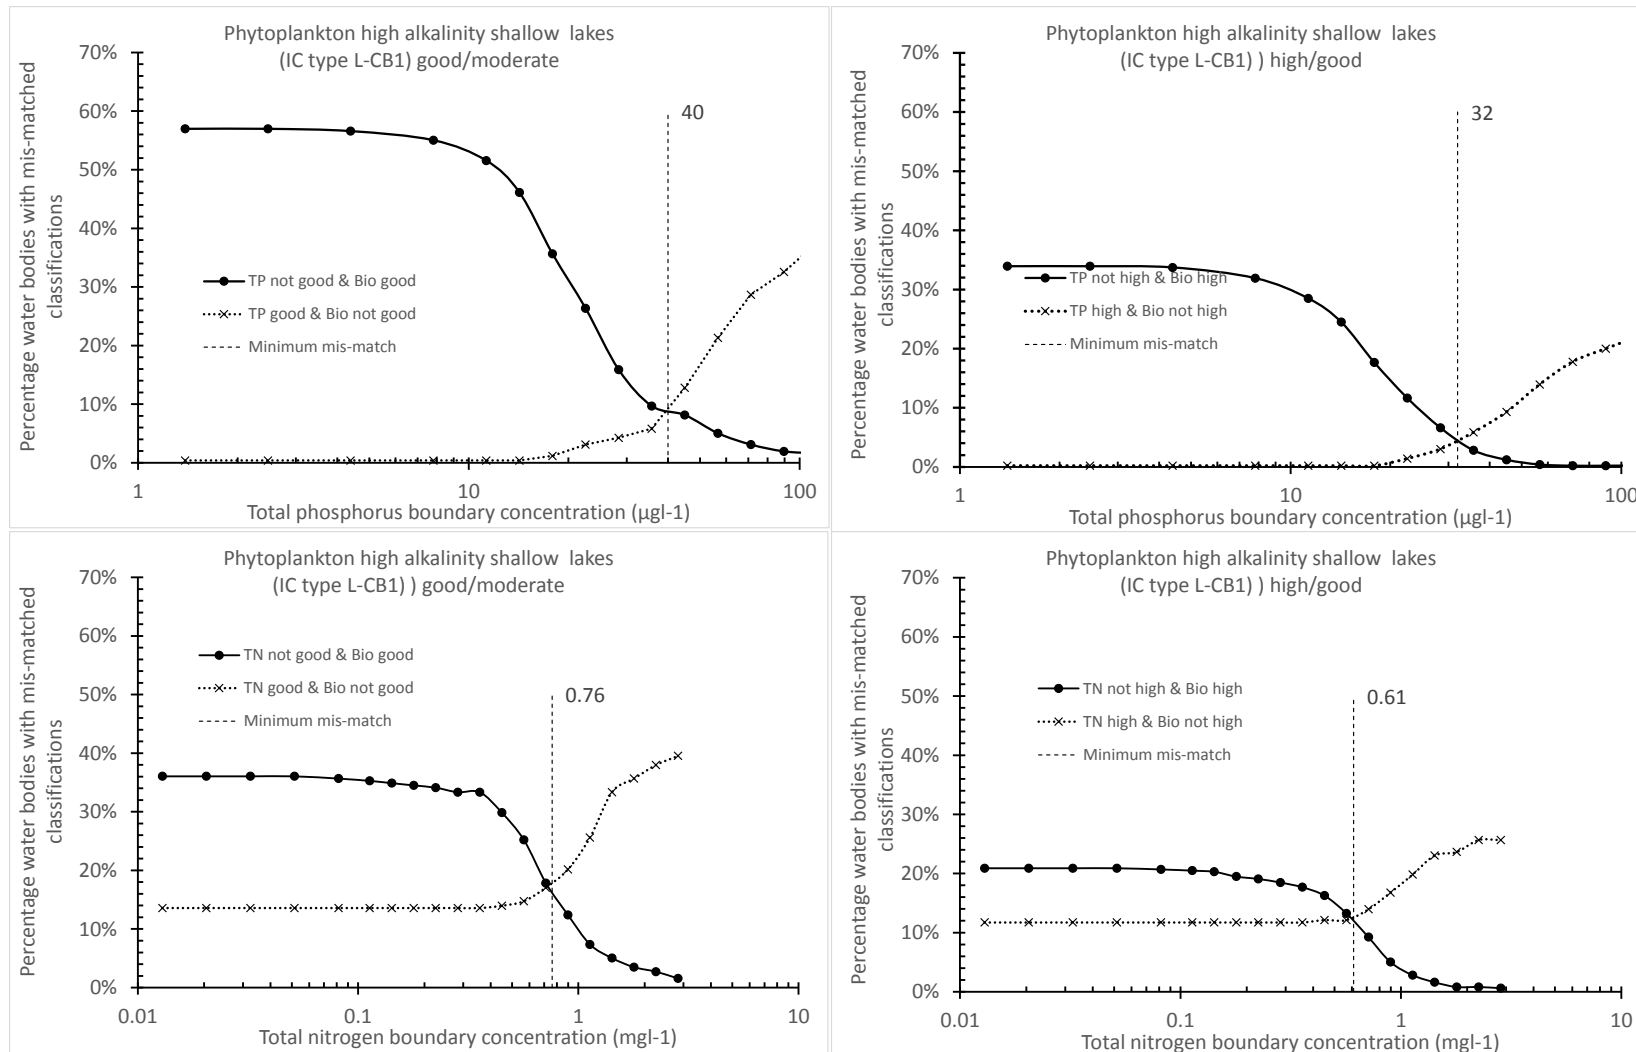 Phytoplankton high alkalinity shallow lakes
(IC type L-CB1) good/moderate
70%
60%
50%
40%
30%
20%
10%
0%
Percentage water bodies with mis-matched
classifications
40
TP not good & Bio good
TP good & Bio not good
Minimum mis-match
1
10
100
Total phosphorus boundary concentration (µgl-1)
Phytoplankton high alkalinity shallow lakes
(IC type L-CB1) ) high/good
70%
60%
50%
40%
30%
20%
10%
0%
Percentage water bodies with mis-matched
classifications
32
TP not high & Bio high
TP high & Bio not high
Minimum mis-match
1
10
100
Total phosphorus boundary concentration (µgl-1)
Phytoplankton high alkalinity shallow lakes
(IC type L-CB1) ) good/moderate
70%
60%
50%
40%
30%
20%
10%
0%
Percentage water bodies with mis-matched
classifications
TN not good & Bio good
TN good & Bio not good
Minimum mis-match
0.76
0.01
0.1
1
10
Total nitrogen boundary concentration (mgl-1)
Phytoplankton high alkalinity shallow lakes
(IC type L-CB1) ) high/good
70%
60%
50%
40%
30%
20%
10%
0%
Percentage water bodies with mis-matched
classifications
TN not high & Bio high
TN high & Bio not high
Minimum mis-match
0.61
0.01
0.1
1
10
Total nitrogen boundary concentration (mgl-1)